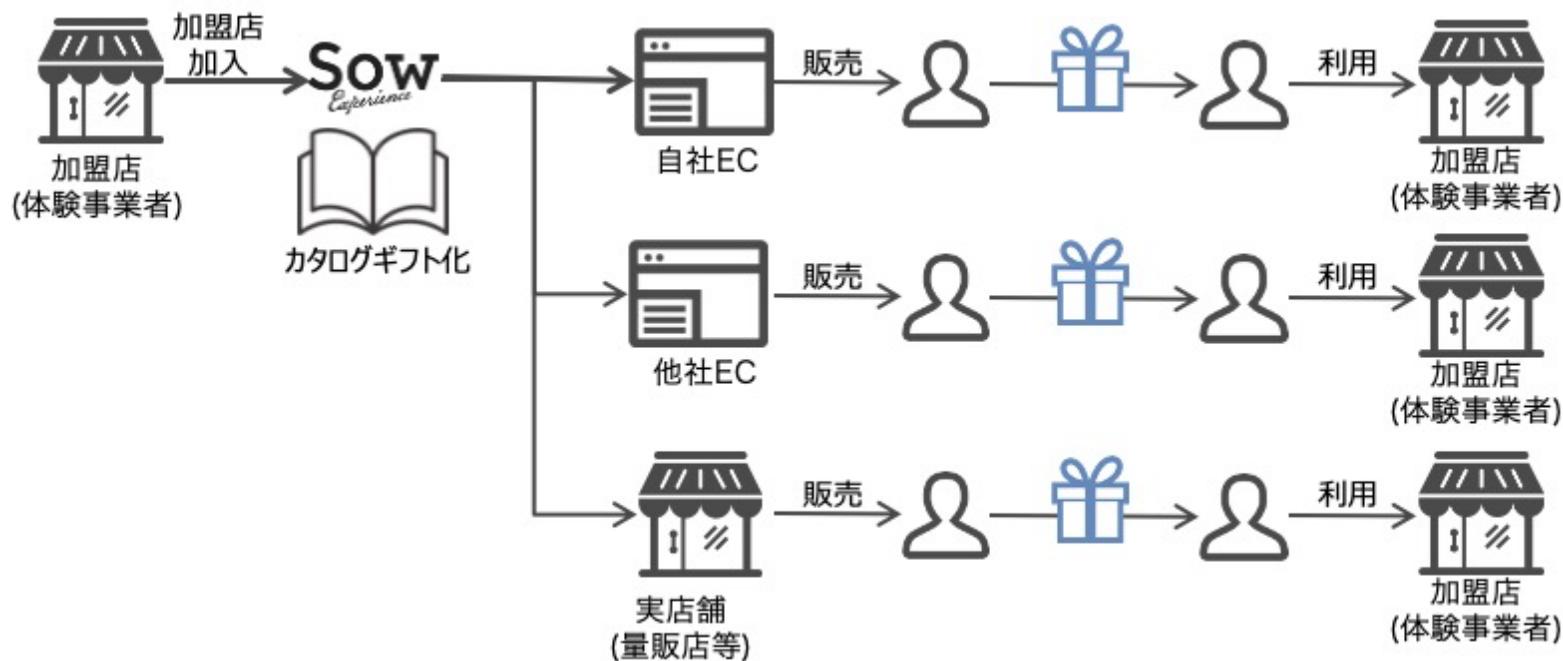 加盟店
加入
Sow
Experience
加盟店
(体験事業者)
カタログギフト化
自社EC
販売
利用
加盟店
(体験事業者)
他社EC
販売
利用
加盟店
(体験事業者)
実店舗
(量販店等)
販売
利用
加盟店
(体験事業者)